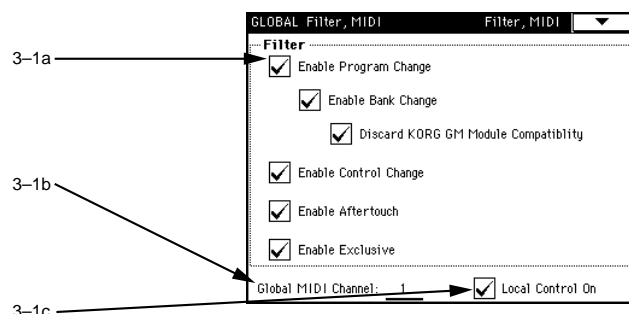 GLOBAL Filter, MIDI Filter, MIDI
Filter
3–1a
Enable Program Change
Enable Bank Change
Discard KORG GM Module Compatiblity
Enable Control Change
3–1b
Enable Aftertouch
Enable Exclusive
Global MIDI Channel: 1 Local Control On
3–1c